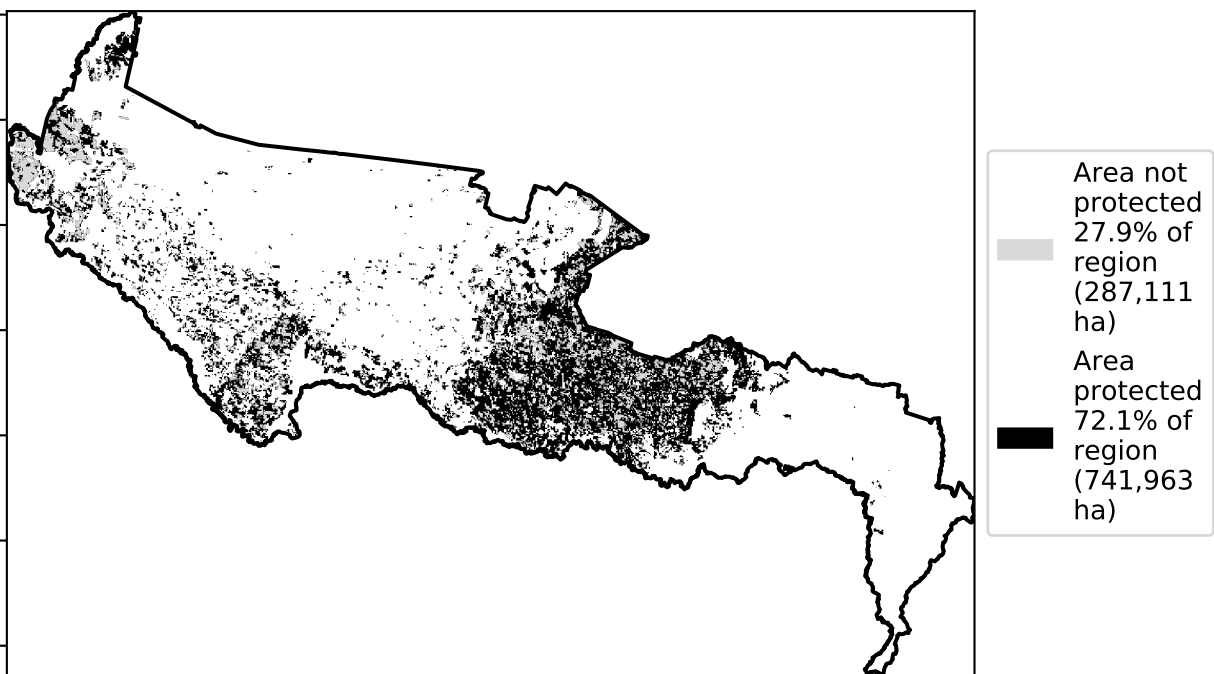 Area not
protected
27.9% of
region
(287,111
ha)
Area
protected
72.1% of
region
(741,963
ha)